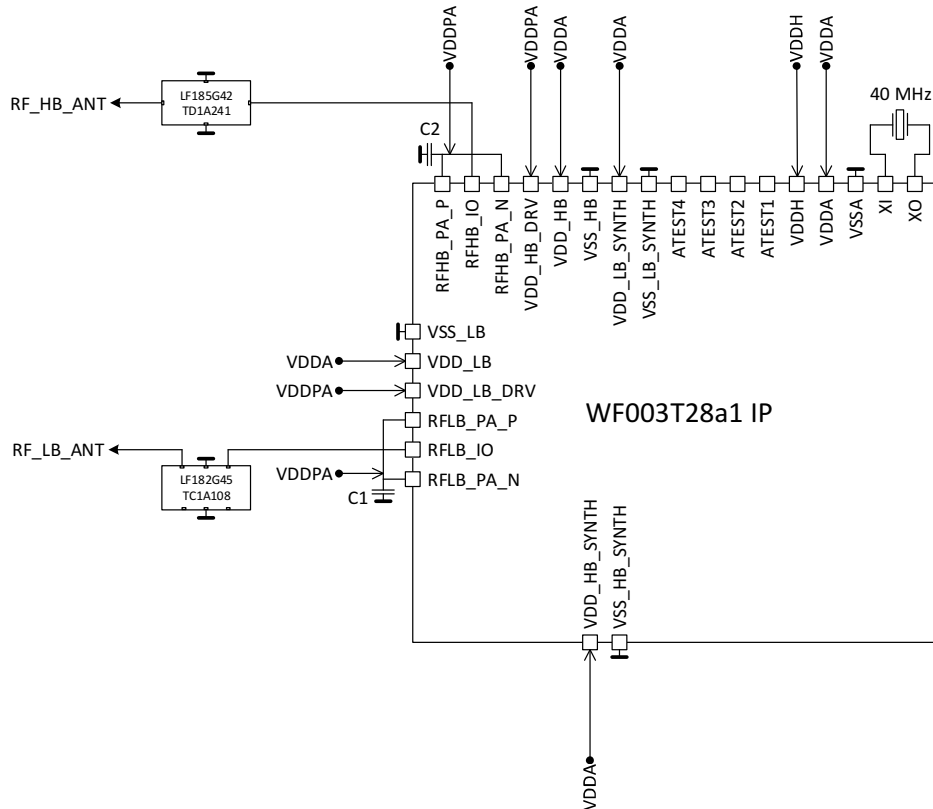 VDDPA
VDDPA
VDDA
VDDA
VDDH
VDDA
RF_HB_ANT
LF185G42
TD1A241
40 MHz
C2
RFHB_PA_P
RFHB_IO
RFHB_PA_N
VDD_HB_DRV
VDD_HB
VSS_HB
VDD_LB_SYNTH
VSS_LB_SYNTH
ATEST4
ATEST3
ATEST2
ATEST1
VDDH
VDDA
VSSA
XI
XO
VSS_LB
VDDA
VDD_LB
VDDPA
VDD_LB_DRV
RFLB_PA_P
WF003T28a1 IP
RF_LB_ANT
RFLB_IO
LF182G45
TC1A108
VDDPA
RFLB_PA_N
C1
VDD_HB_SYNTH
VSS_HB_SYNTH
VDDA